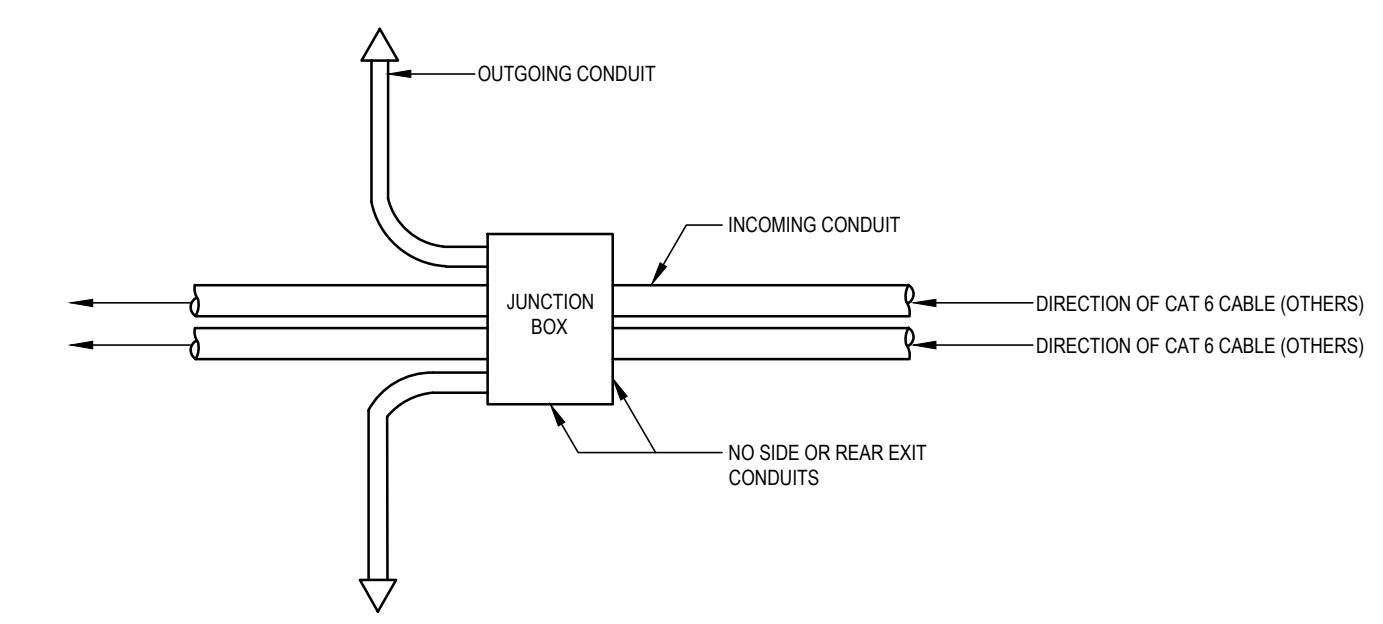 OUTGOING CONDUIT
INCOMING CONDUIT
JUNCTION
BOX
DIRECTION OF CAT 6 CABLE (OTHERS)
DIRECTION OF CAT 6 CABLE (OTHERS)
NO SIDE OR REAR EXIT
CONDUITS